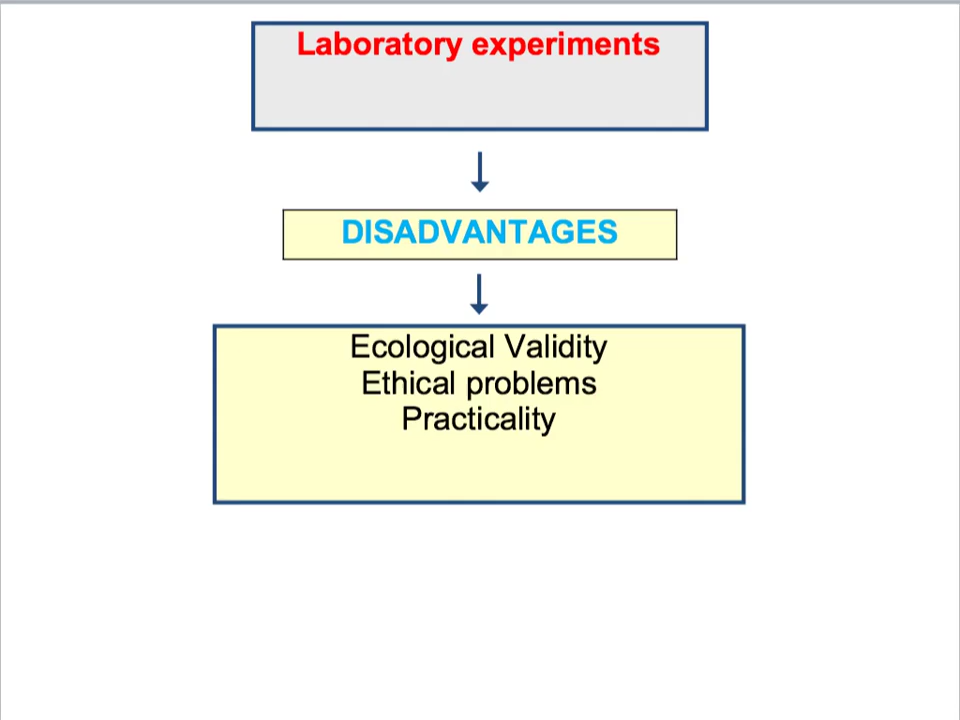 Laboratory experiments
DISADVANTAGES
Ecological Validity
Ethical problems
Practicality